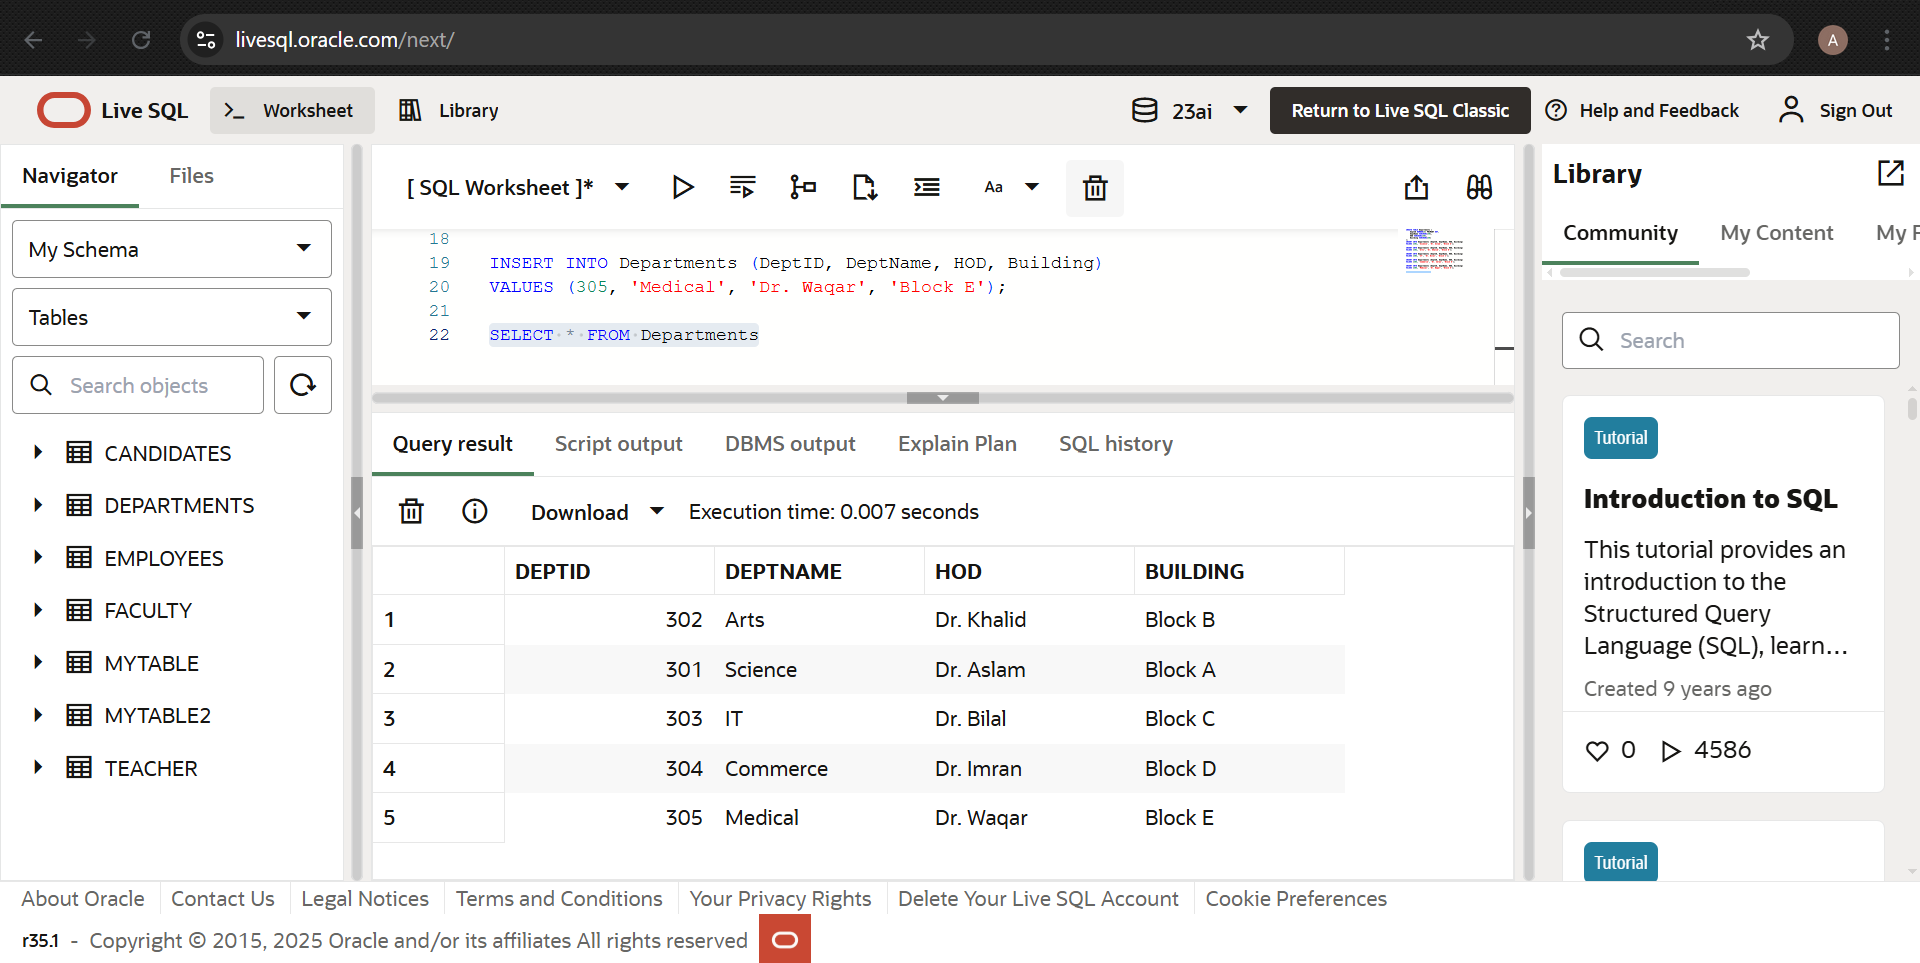 livesql.oracle.com/next/
A
Live SQL
Worksheet
Library
23ai
Return to Live SQL Classic
Help and Feedback
Sign Out
Navigator
Files
My Schema
Tables
Search objects
CANDIDATES
DEPARTMENTS
EMPLOYEES
FACULTY
MYTABLE
MYTABLE2
TEACHER
[ SQL Worksheet ]*
Aa
18
19 INSERT INTO Departments (DeptID, DeptName, HOD, Building)
20 VALUES (305, 'Medical', 'Dr. Waqar', 'Block E');
21
22 SELECT * FROM Departments
Query result
Script output
DBMS output
Explain Plan
SQL history
Download
Execution time: 0.007 seconds
DEPTID DEPTNAME HOD BUILDING
1 302 Arts Dr. Khalid Block B
2 301 Science Dr. Aslam Block A
3 303 IT Dr. Bilal Block C
4 304 Commerce Dr. Imran Block D
5 305 Medical Dr. Waqar Block E
Library
Community
My Content
My F
Search
Tutorial
Introduction to SQL
This tutorial provides an
introduction to the
Structured Query
Language (SQL), learn...
Created 9 years ago
0 4586
Tutorial
About Oracle
Contact Us
Legal Notices
Terms and Conditions
Your Privacy Rights
Delete Your Live SQL Account
Cookie Preferences
r35.1 - Copyright © 2015, 2025 Oracle and/or its affiliates All rights reserved